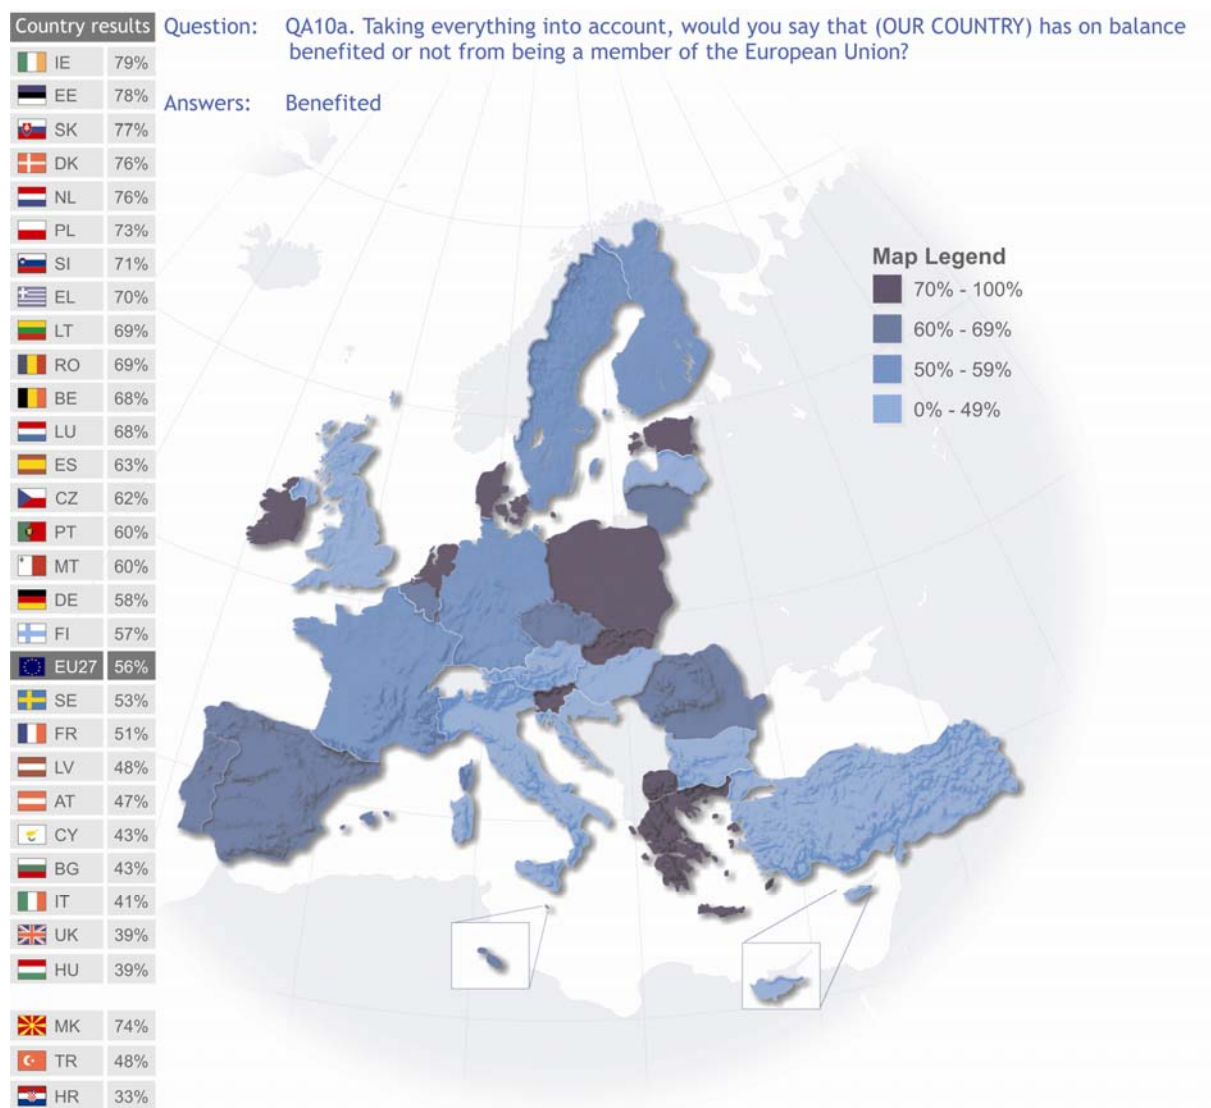 Country results
Question: QA10a. Taking everything into account, would you say that (OUR COUNTRY) has on balance
benefited or not from being a member of the European Union?
Answers: Benefited
IE 79%
EE 78%
SK 77%
DK 76%
NL 76%
PL 73%
SI 71%
EL 70%
LT 69%
RO 69%
BE 68%
LU 68%
ES 63%
CZ 62%
PT 60%
MT 60%
DE 58%
FI 57%
EU27 56%
SE 53%
FR 51%
LV 48%
AT 47%
CY 43%
BG 43%
IT 41%
UK 39%
HU 39%
MK 74%
TR 48%
HR 33%
Map Legend
70% - 100%
60% - 69%
50% - 59%
0% - 49%